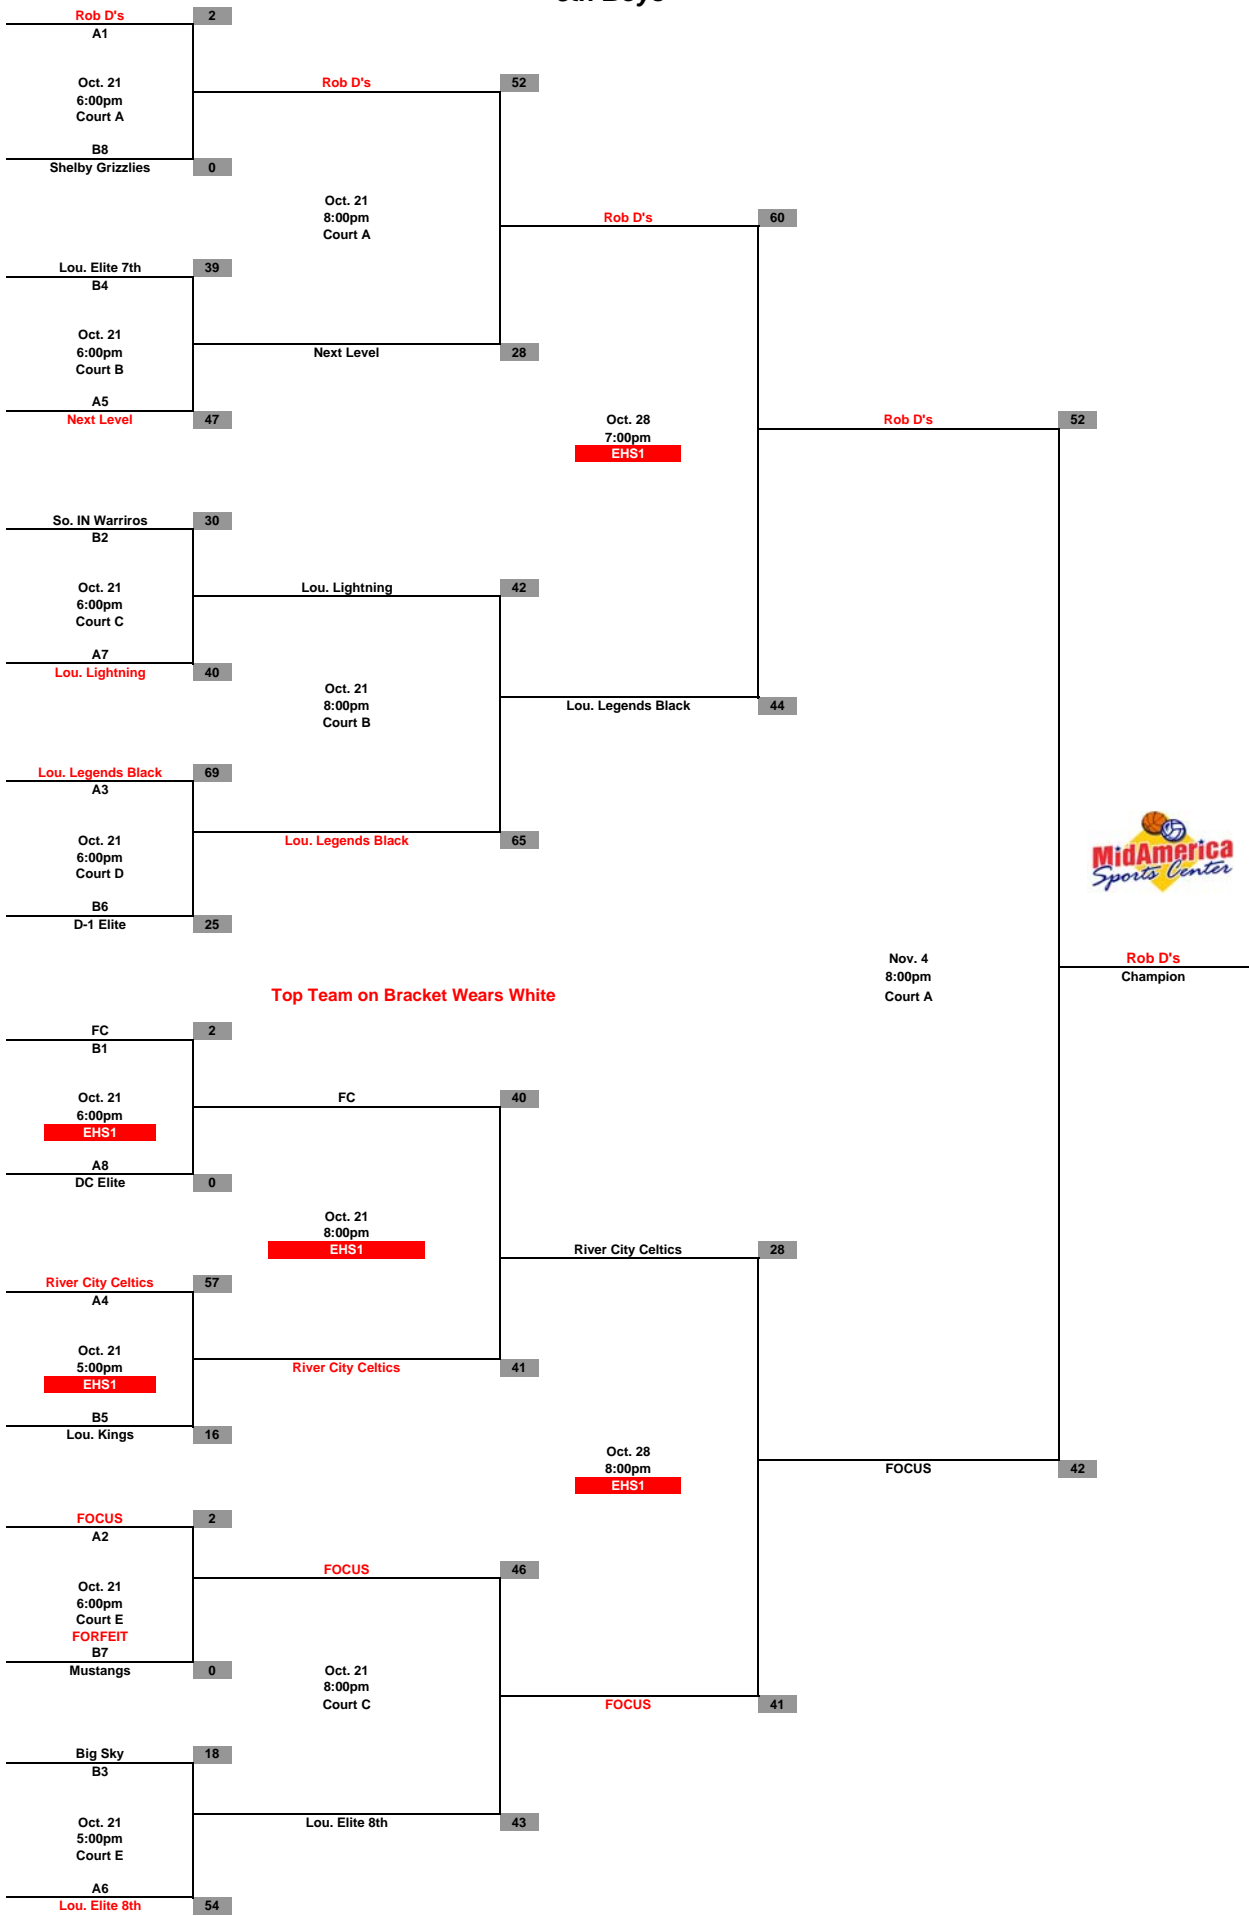 Rob D's 2
A1
Oct. 21
6:00pm
Court A
B8
Shelby Grizzlies 0
Rob D's 52
Oct. 21
8:00pm
Court A
Lou. Elite 7th 39
B4
Oct. 21
6:00pm
Court B
A5
Next Level 47
Next Level 28
Rob D's 60
Oct. 28
7:00pm
EHS1
So. IN Warriros 30
B2
Oct. 21
6:00pm
Court C
A7
Lou. Lightning 40
Lou. Lightning 42
Oct. 21
8:00pm
Court B
Lou. Legends Black 69
A3
Oct. 21
6:00pm
Court D
B6
D-1 Elite 25
Lou. Legends Black 65
Lou. Legends Black 44
Rob D's 52
MidAmerica
Sports Center
Nov. 4
8:00pm
Court A
Rob D's
Champion
Top Team on Bracket Wears White
FC 2
B1
Oct. 21
6:00pm
EHS1
A8
DC Elite 0
FC 40
Oct. 21
8:00pm
EHS1
River City Celtics 57
A4
Oct. 21
5:00pm
EHS1
B5
Lou. Kings 16
River City Celtics 41
River City Celtics 28
Oct. 28
8:00pm
EHS1
FOCUS 42
FOCUS 2
A2
Oct. 21
6:00pm
Court E
FORFEIT
B7
Mustangs 0
FOCUS 46
Oct. 21
8:00pm
Court C
FOCUS 41
Big Sky 18
B3
Oct. 21
5:00pm
Court E
A6
Lou. Elite 8th 54
Lou. Elite 8th 43